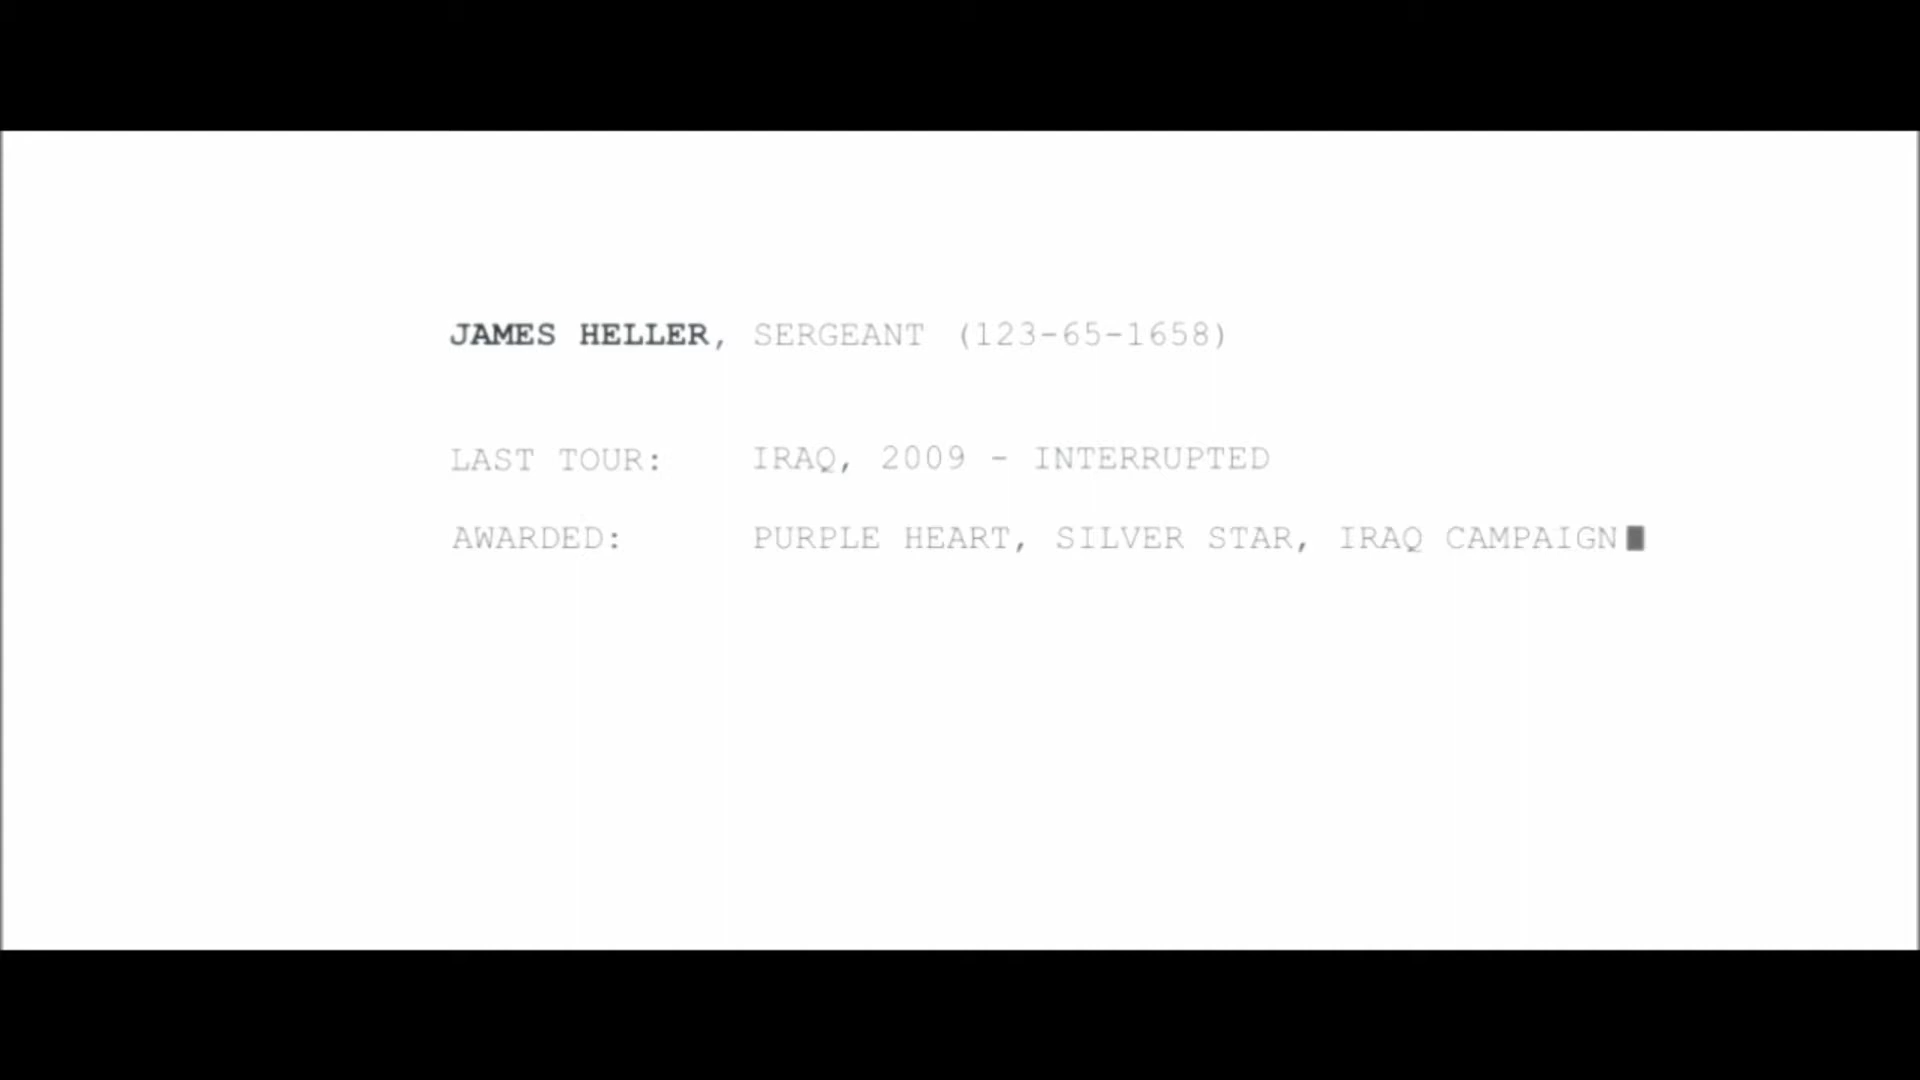 JAMES HELLER, SERGEANT (123-65-1658)
LAST TOUR: IRAQ, 2009 - INTERRUPTED
AWARDED: PURPLE HEART, SILVER STAR, IRAQ CAMPAIGN